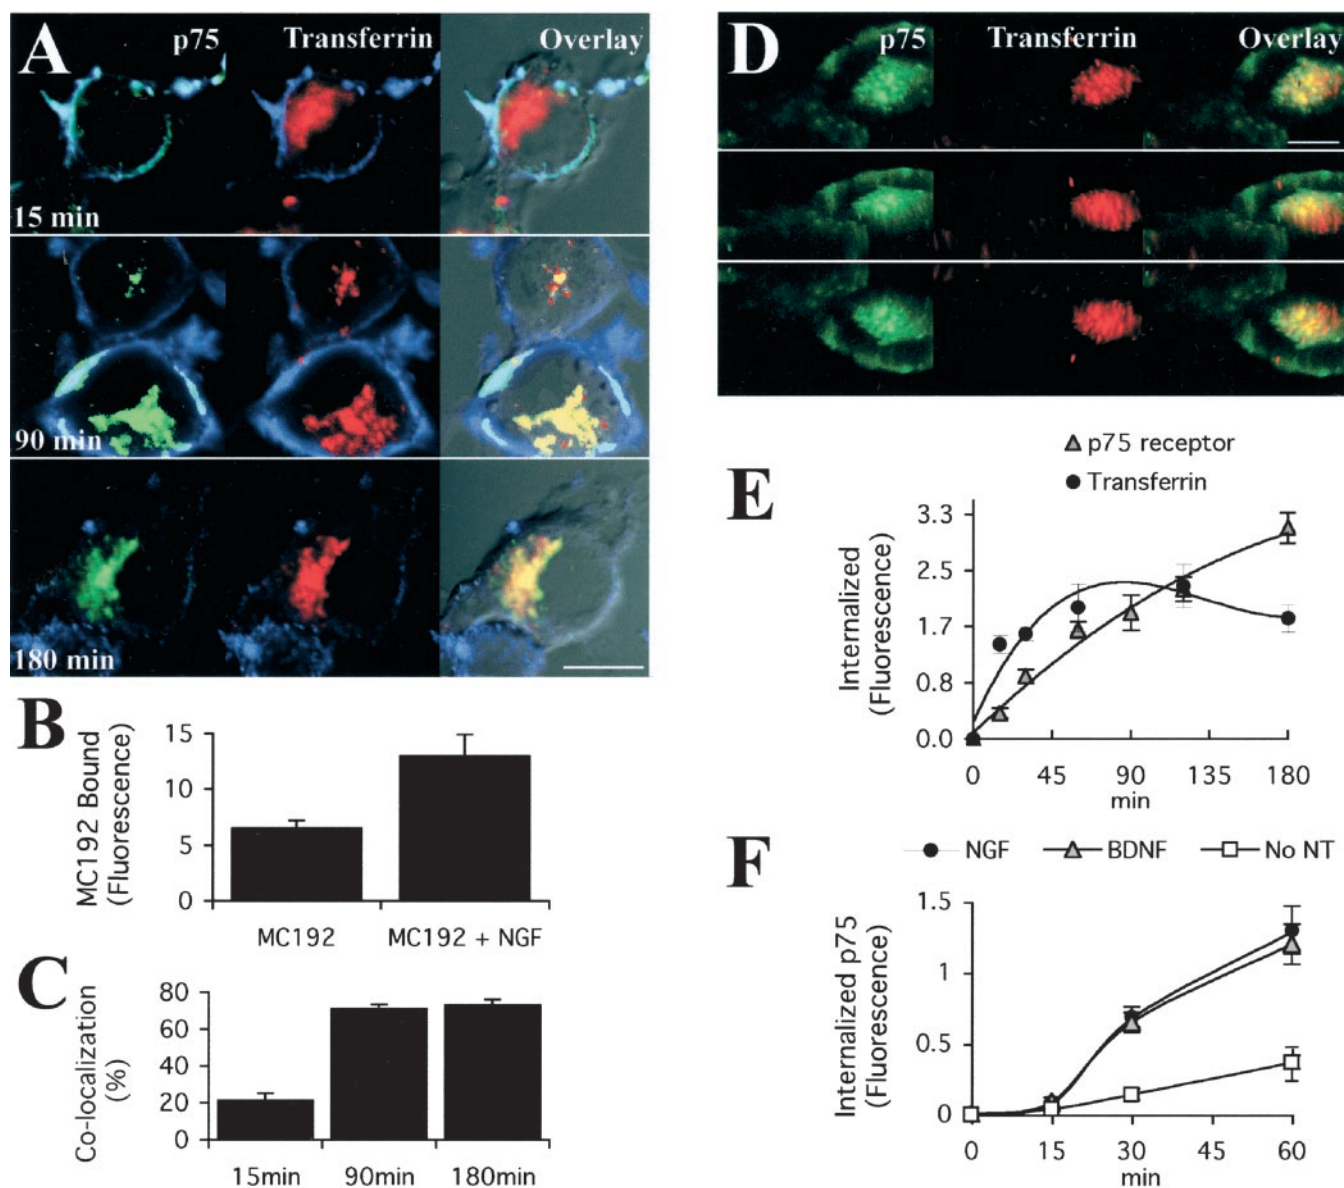 A
p75
Transferrin
Overlay
15 min
90 min
180 min
B
MC192 Bound
(Fluorescence)
15
10
5
0
MC192
MC192 + NGF
C
Co-localization
(%)
80
60
40
20
0
15min
90min
180min
D
p75
Transferrin
Overlay
E
p75 receptor
Transferrin
Internalized
(Fluorescence)
3.3
2.5
1.7
0.8
0.0
0
45
90
135
180
min
F
NGF
BDNF
No NT
Internalized p75
(Fluorescence)
1.5
1
0.5
0
0
15
30
45
60
min